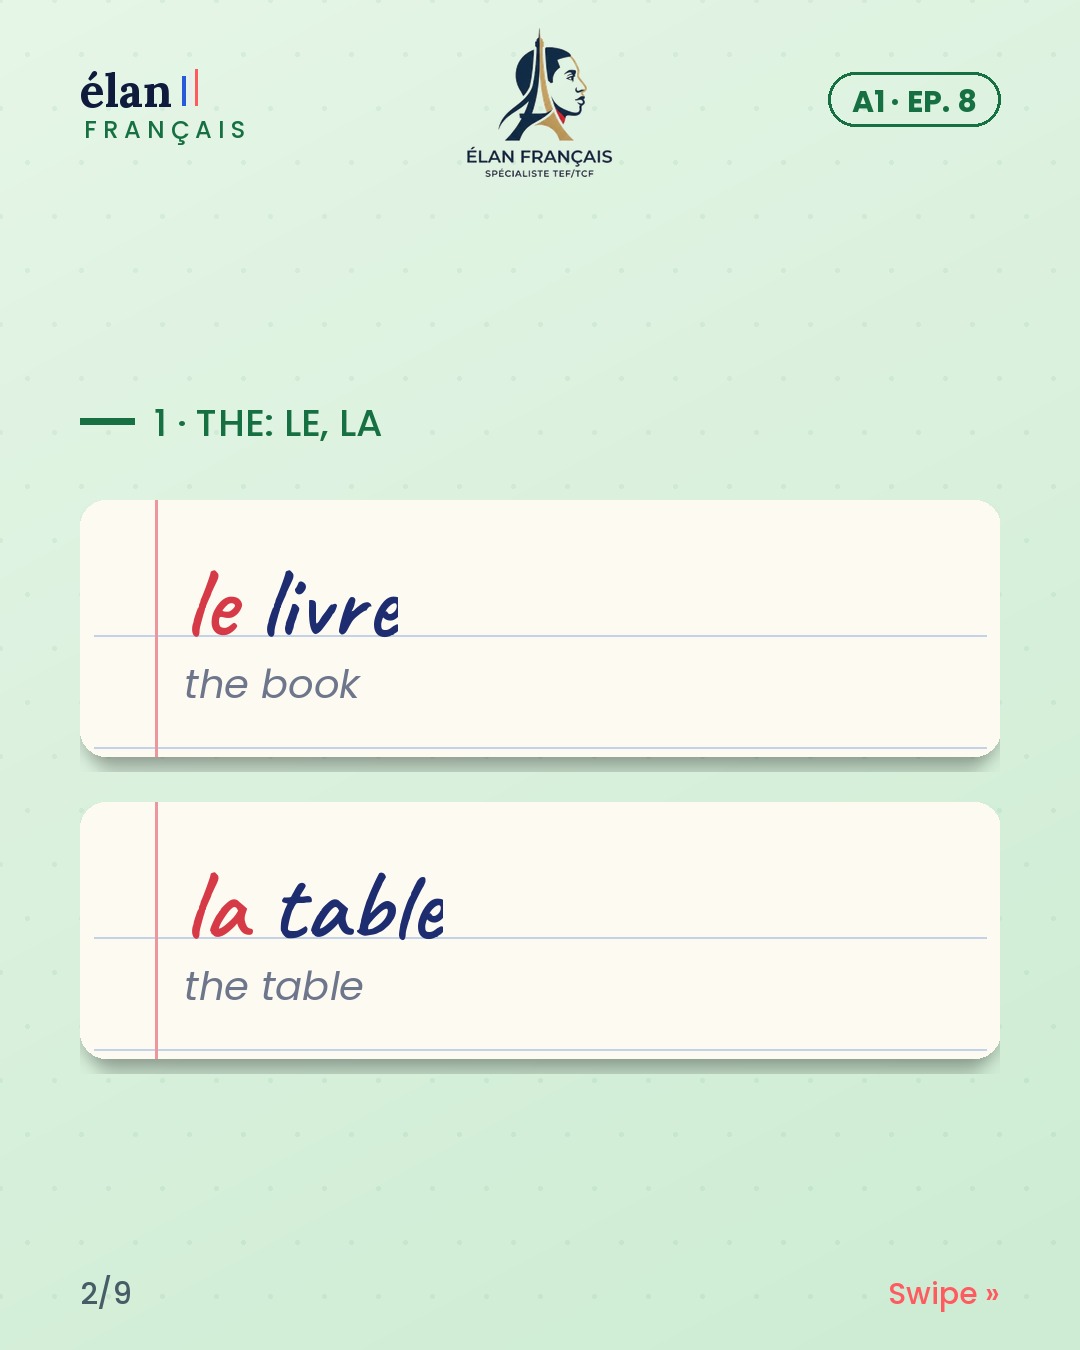 élan
FRANÇAIS
ÉLAN FRANÇAIS
SPÉCIALISTE TEF/TCF
A1 · EP. 8
1 · THE: LE, LA
le livre
the book
la table
the table
2/9
Swipe »